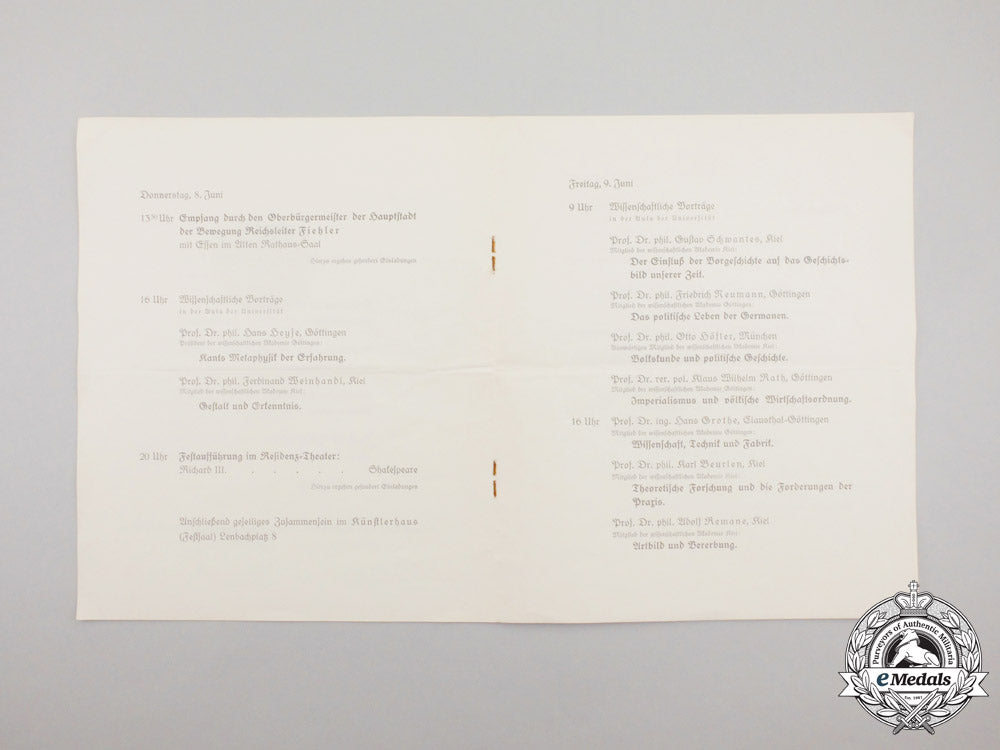 Donnerstag, 8. Juni
13³⁰ Uhr Empfang durch den Oberbürgermeister der Hauptstadt
der Bewegung Reichsleiter Fiehler
mit Essen im Alten Rathaus-Saal
Hierzu ergehen gesondert Einladungen
16 Uhr Wissenschaftliche Vorträge
in der Aula der Universität
Prof. Dr. phil. Hans Heyse, Göttingen
Präsident der wissenschaftlichen Akademie Göttingen:
Kants Metaphysik der Erfahrung.
Prof. Dr. phil. Ferdinand Weinhandl, Kiel
Mitglied der wissenschaftlichen Akademie Kiel:
Gestalt und Erkenntnis.
20 Uhr Festaufführung im Residenz-Theater:
Richard III. . . . . . Shakespeare
Hierzu ergehen gesondert Einladungen
Anschließend geselliges Zusammensein im Künstlerhaus
(Festsaal) Lenbachplatz 8
Freitag, 9. Juni
9 Uhr Wissenschaftliche Vorträge
in der Aula der Universität
Prof. Dr. phil. Gustav Schwantes, Kiel
Mitglied der wissenschaftlichen Akademie Kiel:
Der Einfluß der Vorgeschichte auf das Geschichts-
bild unserer Zeit.
Prof. Dr. phil. Friedrich Neumann, Göttingen
Mitglied der wissenschaftlichen Akademie Göttingen:
Das politische Leben der Germanen.
Prof. Dr. phil. Otto Höfler, München
Auswärtiges Mitglied der wissenschaftlichen Akademie Kiel:
Volkskunde und politische Geschichte.
Prof. Dr. rer. pol. Klaus Wilhelm Rath, Göttingen
Mitglied der wissenschaftlichen Akademie Göttingen:
Imperialismus und völkische Wirtschaftsordnung.
16 Uhr Prof. Dr. ing. Hans Grothe, Clausthal-Göttingen
Mitglied der wissenschaftlichen Akademie Göttingen:
Wissenschaft, Technik und Fabrik.
Prof. Dr. phil. Karl Beurlen, Kiel
Mitglied der wissenschaftlichen Akademie Kiel:
Theoretische Forschung und die Forderungen der
Praxis.
Prof. Dr. phil. Adolf Remane, Kiel
Mitglied der wissenschaftlichen Akademie Kiel:
Artbild und Vererbung.
Purveyors of Authentic Militaria
eMedals
Est. 1987